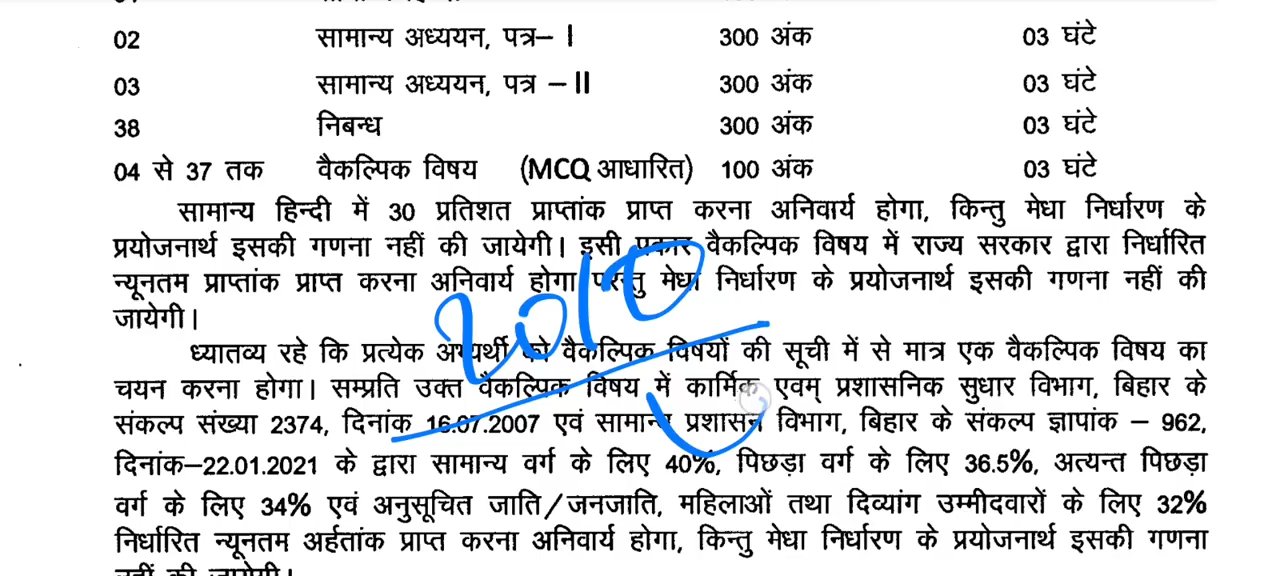 02 सामान्य अध्ययन, पत्र– I 300 अंक 03 घंटे
03 सामान्य अध्ययन, पत्र – II 300 अंक 03 घंटे
38 निबन्ध 300 अंक 03 घंटे
04 से 37 तक वैकल्पिक विषय (MCQ आधारित) 100 अंक 03 घंटे
सामान्य हिन्दी में 30 प्रतिशत प्राप्तांक प्राप्त करना अनिवार्य होगा, किन्तु मेधा निर्धारण के
प्रयोजनार्थ इसकी गणना नहीं की जायेगी। इसी प्रकार वैकल्पिक विषय में राज्य सरकार द्वारा निर्धारित
न्यूनतम प्राप्तांक प्राप्त करना अनिवार्य होगा परन्तु मेधा निर्धारण के प्रयोजनार्थ इसकी गणना नहीं की
जायेगी।
ध्यातव्य रहे कि प्रत्येक अभ्यर्थी को वैकल्पिक विषयों की सूची में से मात्र एक वैकल्पिक विषय का
चयन करना होगा। सम्प्रति उक्त वैकल्पिक विषय में कार्मिक एवम् प्रशासनिक सुधार विभाग, बिहार के
संकल्प संख्या 2374, दिनांक 16.07.2007 एवं सामान्य प्रशासन विभाग, बिहार के संकल्प ज्ञापांक – 962,
दिनांक–22.01.2021 के द्वारा सामान्य वर्ग के लिए 40%, पिछड़ा वर्ग के लिए 36.5%, अत्यन्त पिछड़ा
वर्ग के लिए 34% एवं अनुसूचित जाति/जनजाति, महिलाओं तथा दिव्यांग उम्मीदवारों के लिए 32%
निर्धारित न्यूनतम अर्हतांक प्राप्त करना अनिवार्य होगा, किन्तु मेधा निर्धारण के प्रयोजनार्थ इसकी गणना
नहीं की जायेगी।